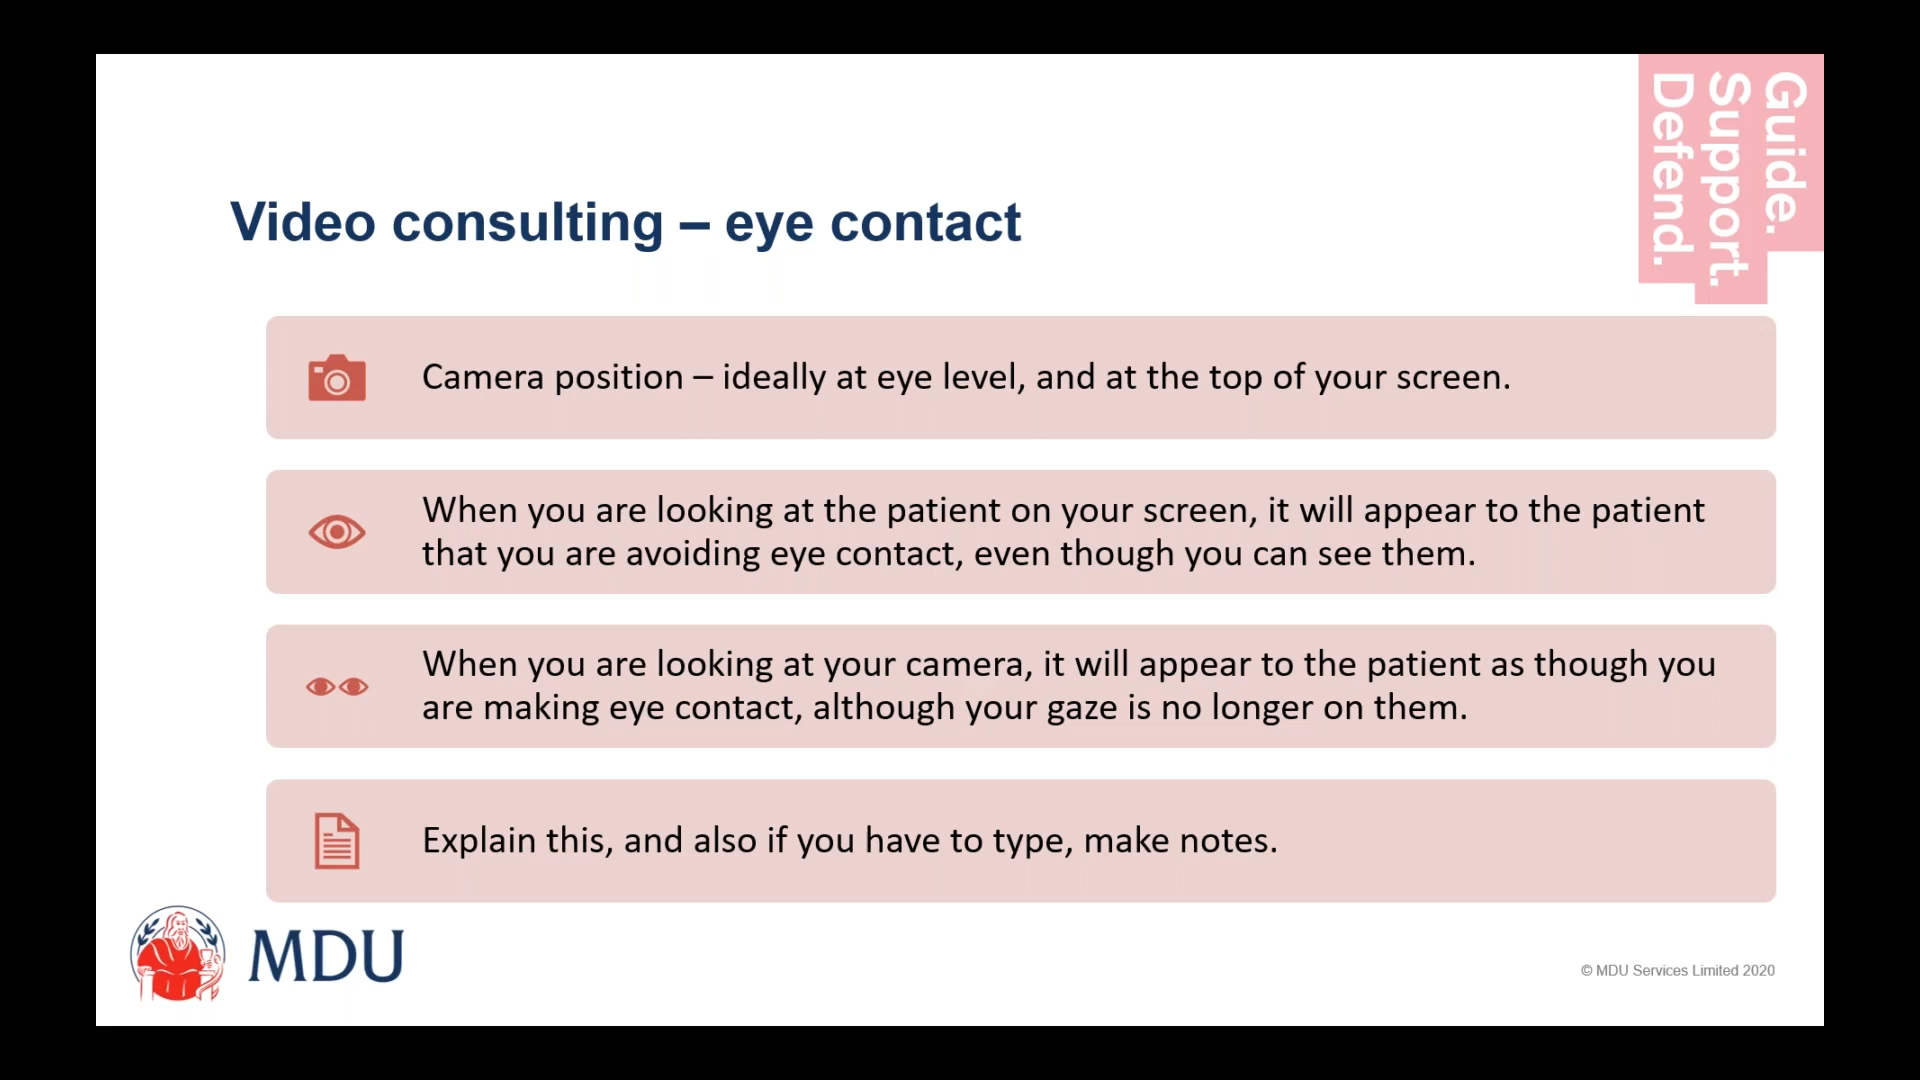 Guide.
Support.
Defend.
Video consulting – eye contact
Camera position – ideally at eye level, and at the top of your screen.
When you are looking at the patient on your screen, it will appear to the patient
that you are avoiding eye contact, even though you can see them.
When you are looking at your camera, it will appear to the patient as though you
are making eye contact, although your gaze is no longer on them.
Explain this, and also if you have to type, make notes.
MDU
© MDU Services Limited 2020